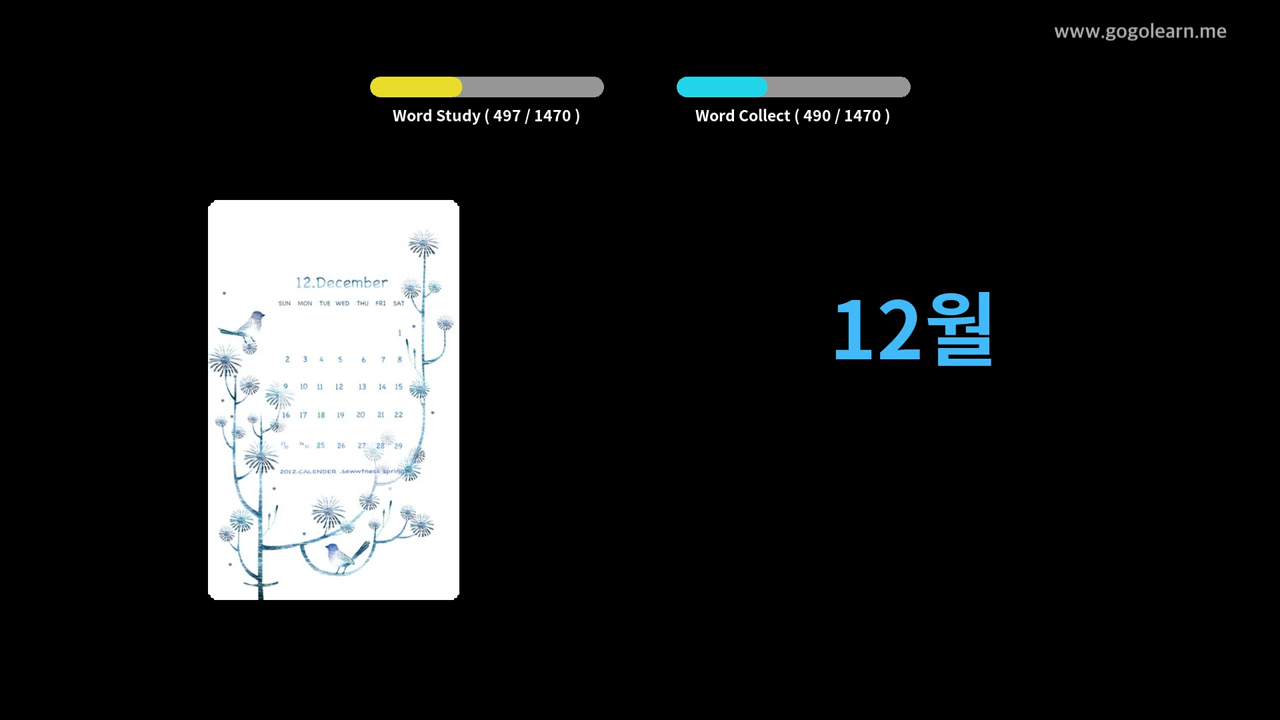 www.gogolearn.me
Word Study ( 497 / 1470 )
Word Collect ( 490 / 1470 )
12.December
SUN MON TUE WED THU FRI SAT
1
2 3 4 5 6 7 8
9 10 11 12 13 14 15
16 17 18 19 20 21 22
25 26 27 28 29
2012.CALENDER
12월